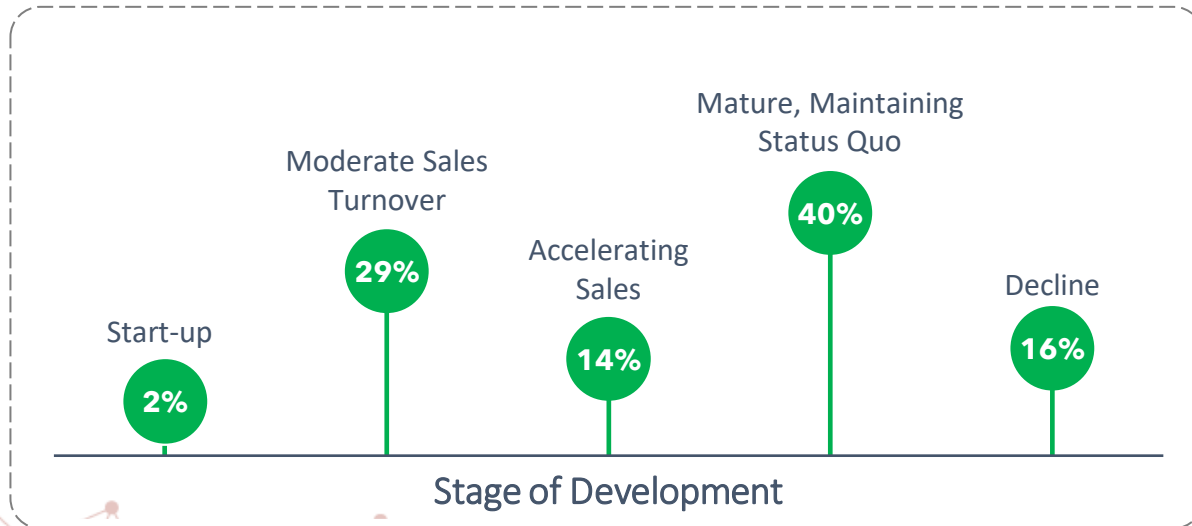 Start-up
2%
Moderate Sales
Turnover
29%
Accelerating
Sales
14%
Mature, Maintaining
Status Quo
40%
Decline
16%
Stage of Development